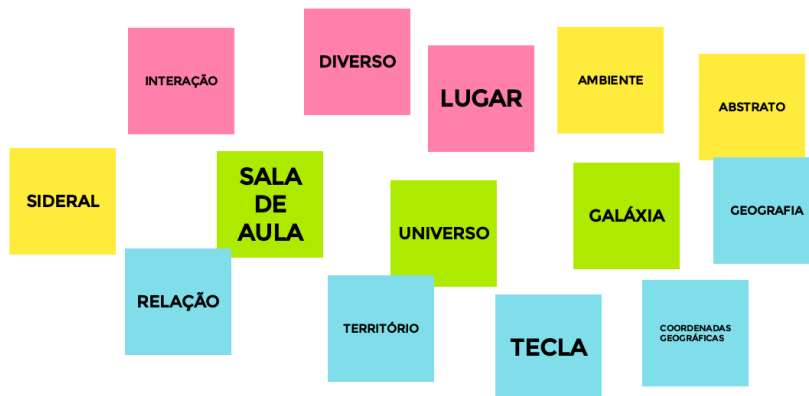 DIVERSO
INTERAÇÃO
LUGAR
AMBIENTE
ABSTRATO
SIDERAL
SALA
DE
AULA
UNIVERSO
GALÁXIA
GEOGRAFIA
RELAÇÃO
TERRITÓRIO
TECLA
COORDENADAS
GEOGRÁFICAS